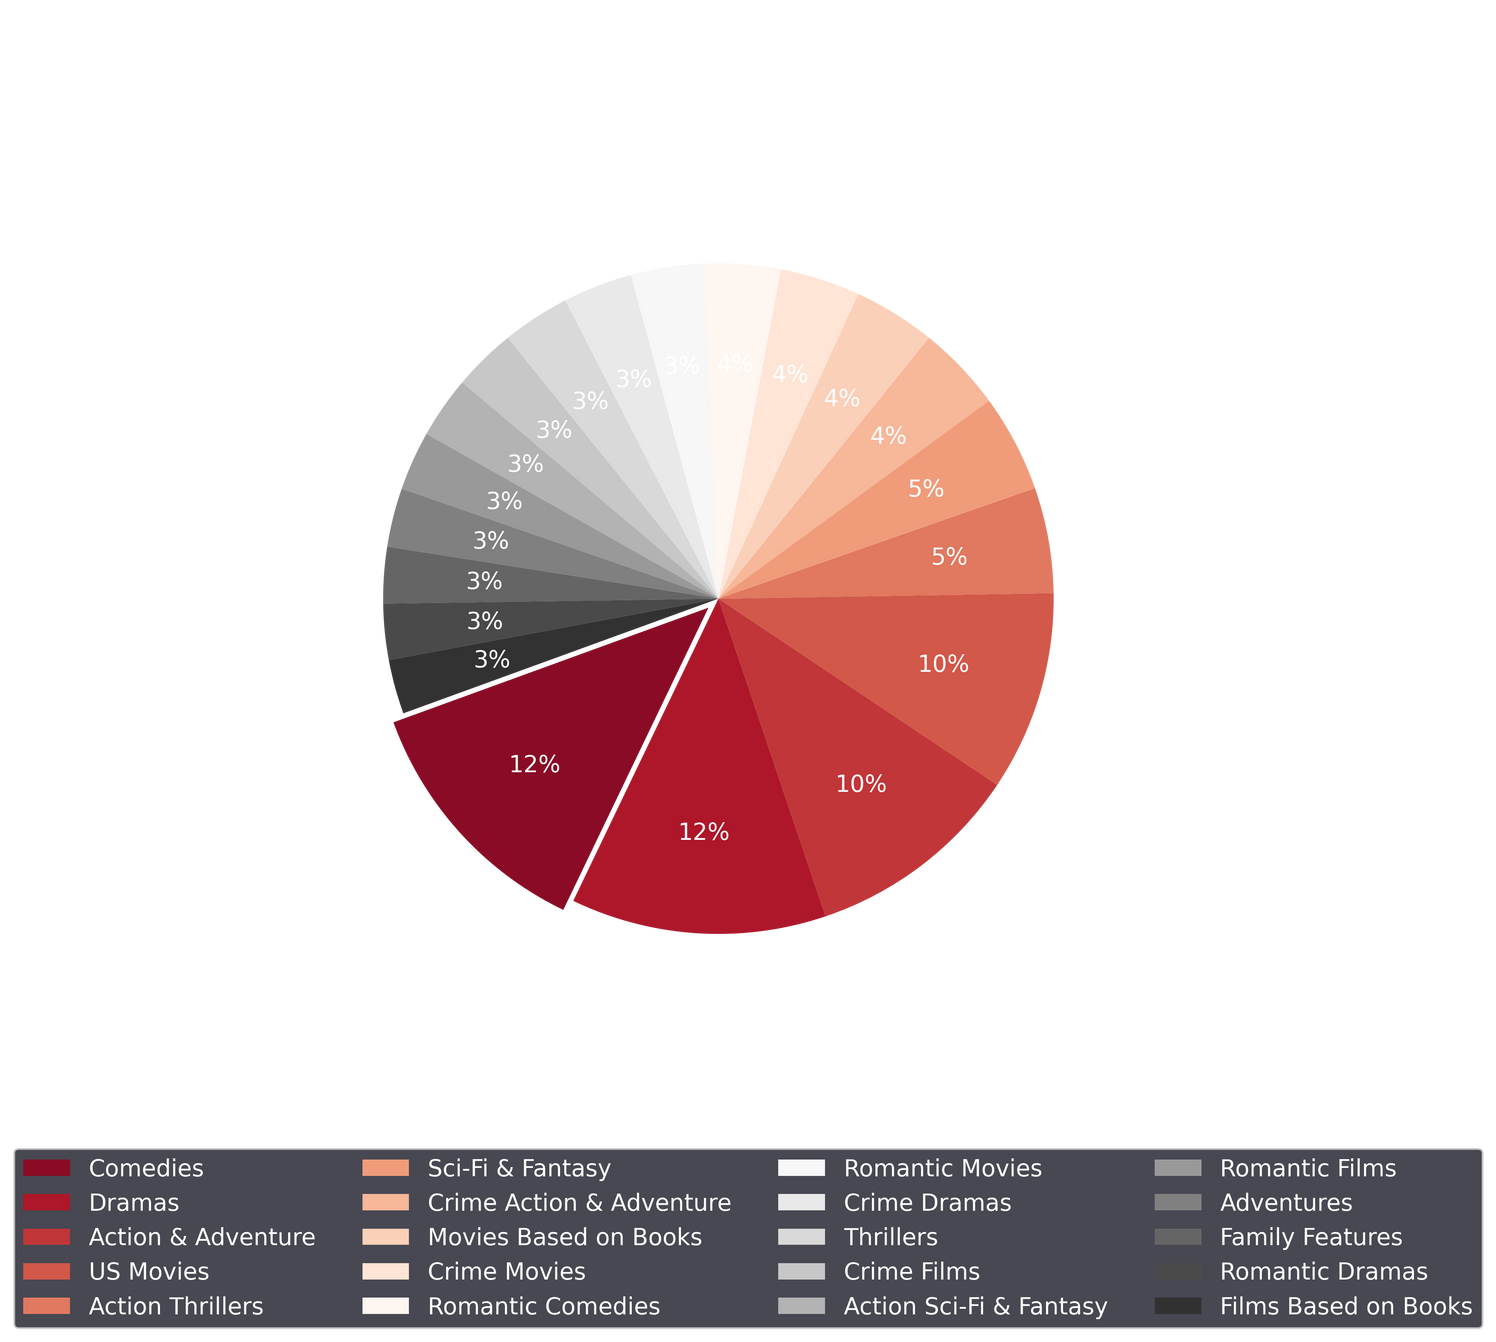 3%
4%
4%
3%
4%
3%
3%
4%
3%
3%
5%
3%
3%
5%
3%
3%
3%
10%
12%
10%
12%
Comedies
Dramas
Action & Adventure
US Movies
Action Thrillers
Sci-Fi & Fantasy
Crime Action & Adventure
Movies Based on Books
Crime Movies
Romantic Comedies
Romantic Movies
Crime Dramas
Thrillers
Crime Films
Action Sci-Fi & Fantasy
Romantic Films
Adventures
Family Features
Romantic Dramas
Films Based on Books